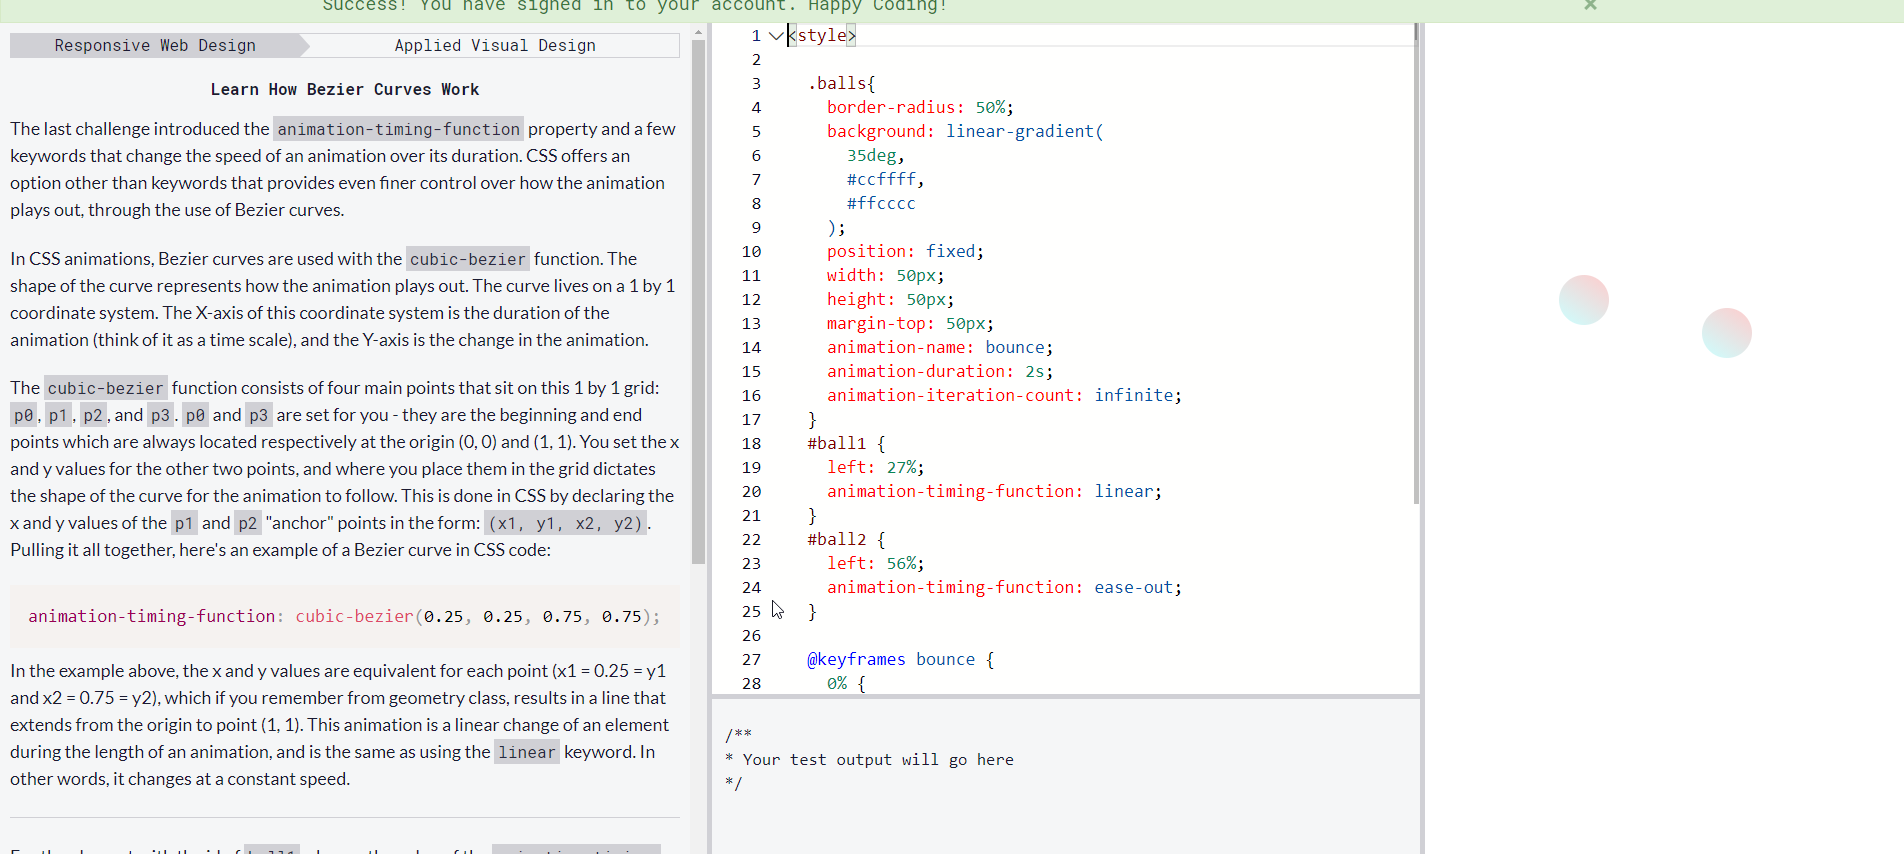 Success! You have signed in to your account. Happy Coding!
×
Responsive Web Design
Applied Visual Design
Learn How Bezier Curves Work
The last challenge introduced the animation-timing-function property and a few
keywords that change the speed of an animation over its duration. CSS offers an
option other than keywords that provides even finer control over how the animation
plays out, through the use of Bezier curves.
In CSS animations, Bezier curves are used with the cubic-bezier function. The
shape of the curve represents how the animation plays out. The curve lives on a 1 by 1
coordinate system. The X-axis of this coordinate system is the duration of the
animation (think of it as a time scale), and the Y-axis is the change in the animation.
The cubic-bezier function consists of four main points that sit on this 1 by 1 grid:
p0, p1, p2, and p3. p0 and p3 are set for you - they are the beginning and end
points which are always located respectively at the origin (0, 0) and (1, 1). You set the x
and y values for the other two points, and where you place them in the grid dictates
the shape of the curve for the animation to follow. This is done in CSS by declaring the
x and y values of the p1 and p2 "anchor" points in the form: (x1, y1, x2, y2).
Pulling it all together, here's an example of a Bezier curve in CSS code:
animation-timing-function: cubic-bezier(0.25, 0.25, 0.75, 0.75);
In the example above, the x and y values are equivalent for each point (x1 = 0.25 = y1
and x2 = 0.75 = y2), which if you remember from geometry class, results in a line that
extends from the origin to point (1, 1). This animation is a linear change of an element
during the length of an animation, and is the same as using the linear keyword. In
other words, it changes at a constant speed.
1 <style>
2
3 .balls{
4 border-radius: 50%;
5 background: linear-gradient(
6 35deg,
7 #ccffff,
8 #ffcccc
9 );
10 position: fixed;
11 width: 50px;
12 height: 50px;
13 margin-top: 50px;
14 animation-name: bounce;
15 animation-duration: 2s;
16 animation-iteration-count: infinite;
17 }
18 #ball1 {
19 left: 27%;
20 animation-timing-function: linear;
21 }
22 #ball2 {
23 left: 56%;
24 animation-timing-function: ease-out;
25 }
26
27 @keyframes bounce {
28 0% {
/**
* Your test output will go here
*/